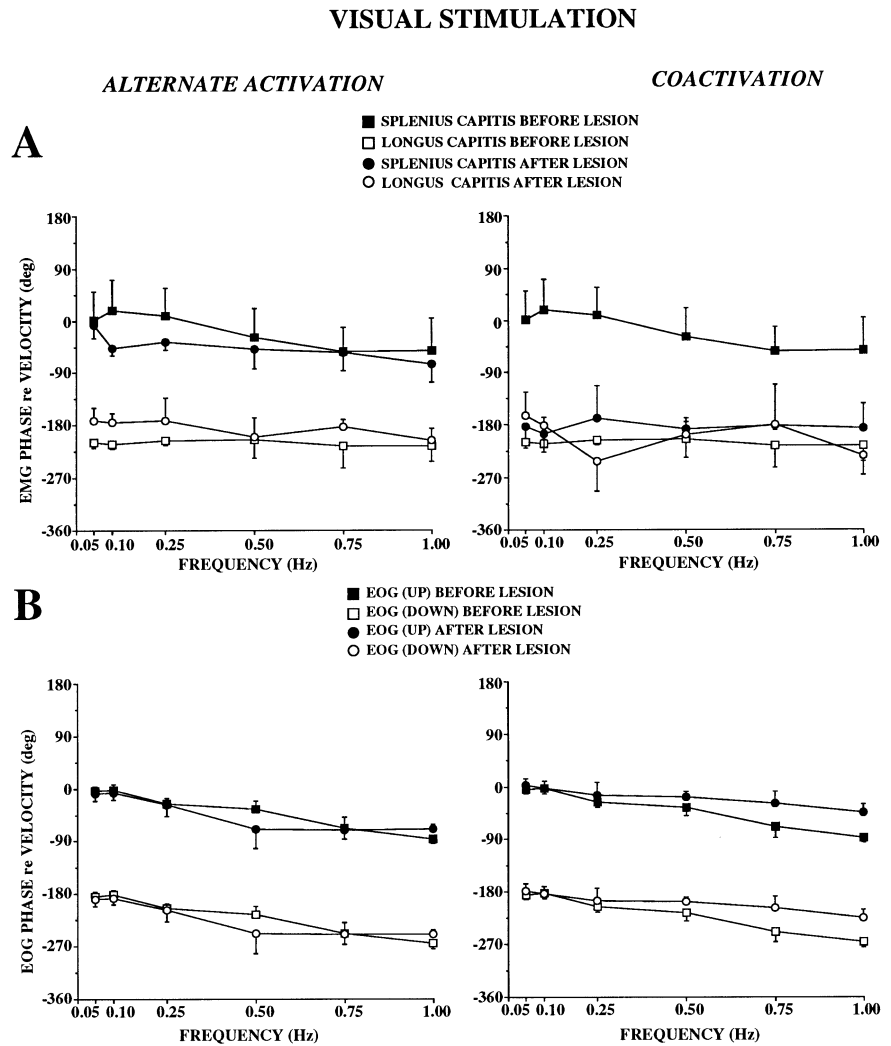 VISUAL STIMULATION
ALTERNATE ACTIVATION
COACTIVATION
A
SPLENIUS CAPITIS BEFORE LESION
LONGUS CAPITIS BEFORE LESION
SPLENIUS CAPITIS AFTER LESION
LONGUS CAPITIS AFTER LESION
EMG PHASE re VELOCITY (deg)
180
90
0
-90
-180
-270
-360
0.05 0.10 0.25 0.50 0.75 1.00
FREQUENCY (Hz)
180
90
0
-90
-180
-270
-360
0.05 0.10 0.25 0.50 0.75 1.00
FREQUENCY (Hz)
B
EOG (UP) BEFORE LESION
EOG (DOWN) BEFORE LESION
EOG (UP) AFTER LESION
EOG (DOWN) AFTER LESION
EOG PHASE re VELOCITY (deg)
180
90
0
-90
-180
-270
-360
0.05 0.10 0.25 0.50 0.75 1.00
FREQUENCY (Hz)
180
90
0
-90
-180
-270
-360
0.05 0.10 0.25 0.50 0.75 1.00
FREQUENCY (Hz)